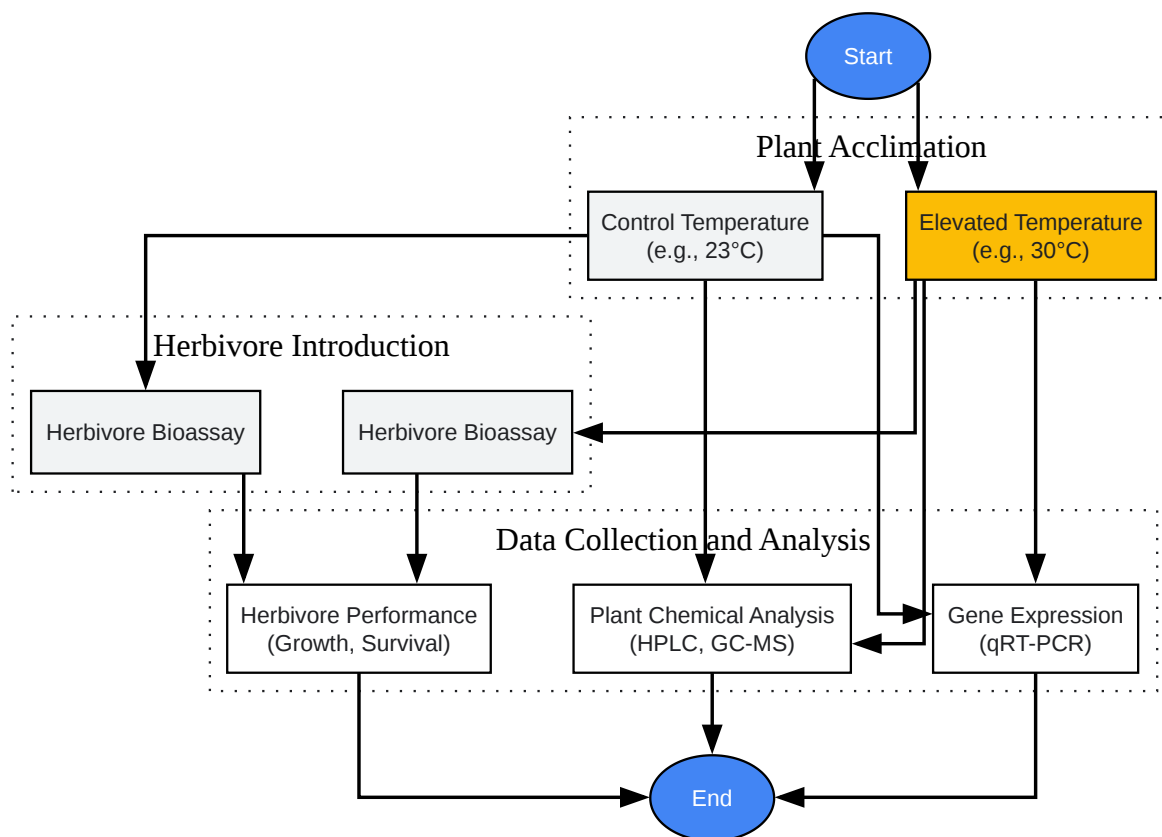 Start
Plant Acclimation
Control Temperature
(e.g., 23°C)
Elevated Temperature
(e.g., 30°C)
Herbivore Introduction
Herbivore Bioassay
Herbivore Bioassay
Data Collection and Analysis
Herbivore Performance
(Growth, Survival)
Plant Chemical Analysis
(HPLC, GC-MS)
Gene Expression
(qRT-PCR)
End